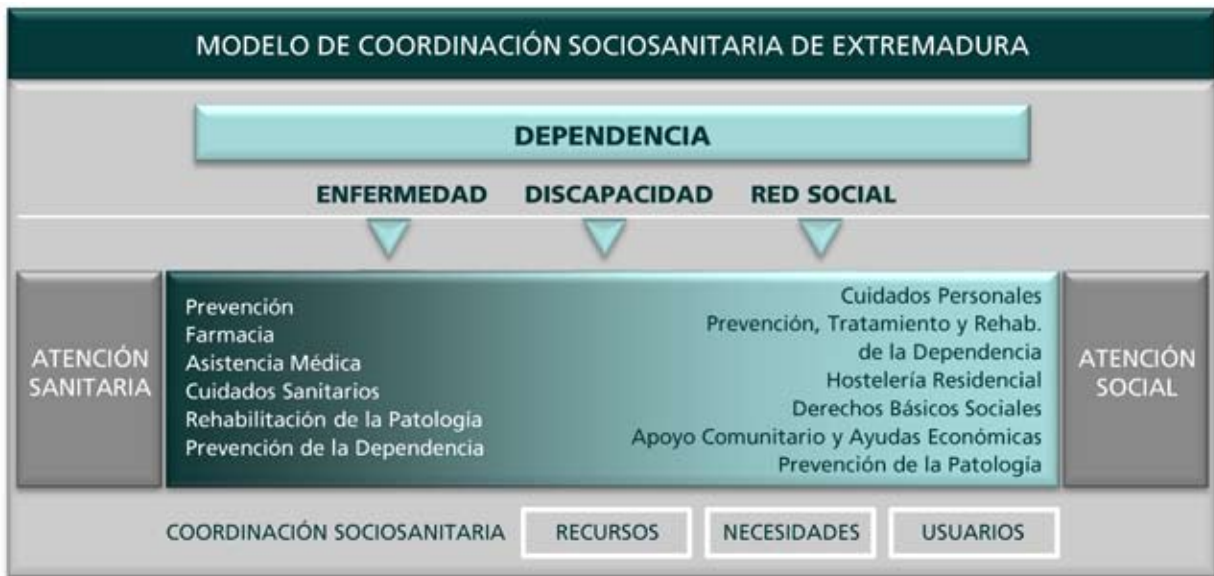 MODELO DE COORDINACIÓN SOCIOSANITARIA DE EXTREMADURA
DEPENDENCIA
ENFERMEDAD DISCAPACIDAD RED SOCIAL
ATENCIÓN
SANITARIA
Prevención
Farmacia
Asistencia Médica
Cuidados Sanitarios
Rehabilitación de la Patología
Prevención de la Dependencia
Cuidados Personales
Prevención, Tratamiento y Rehab.
de la Dependencia
Hostelería Residencial
Derechos Básicos Sociales
Apoyo Comunitario y Ayudas Económicas
Prevención de la Patología
ATENCIÓN
SOCIAL
COORDINACIÓN SOCIOSANITARIA RECURSOS NECESIDADES USUARIOS